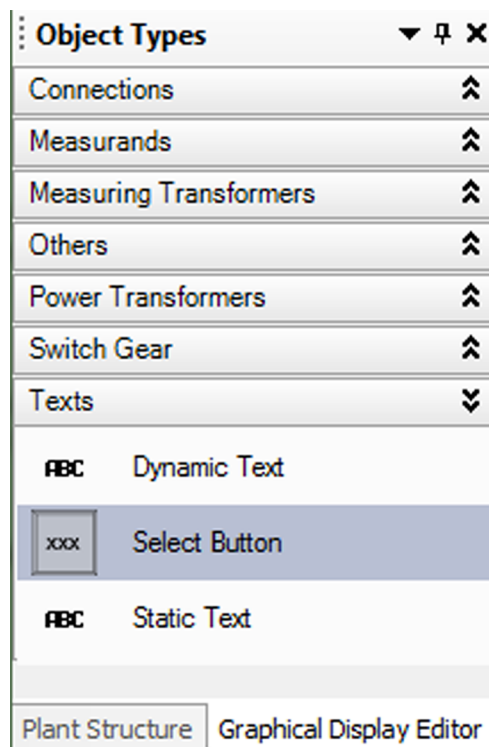 Object Types
Connections
Measurands
Measuring Transformers
Others
Power Transformers
Switch Gear
Texts
ABC Dynamic Text
xxx Select Button
ABC Static Text
Plant Structure Graphical Display Editor